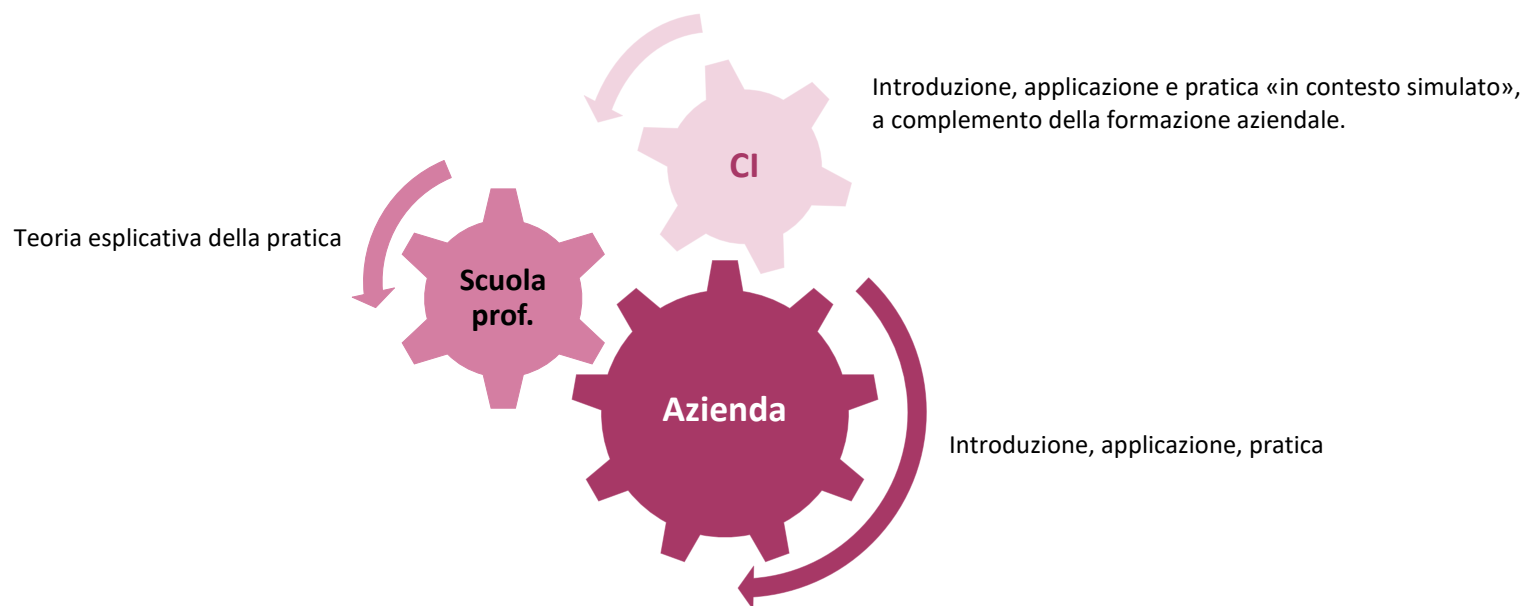 Introduzione, applicazione e pratica «in contesto simulato»,
a complemento della formazione aziendale.
CI
Teoria esplicativa della pratica
Scuola
prof.
Azienda
Introduzione, applicazione, pratica